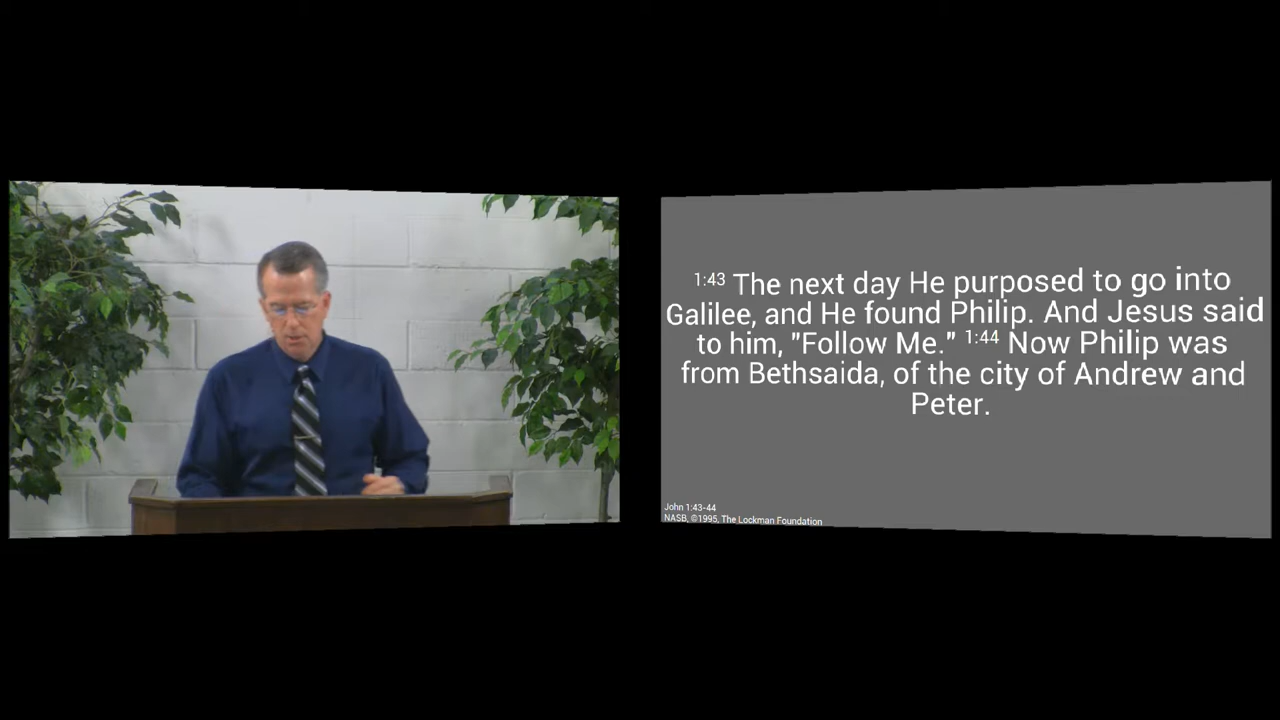 1:43 The next day He purposed to go into
Galilee, and He found Philip. And Jesus said
to him, "Follow Me." 1:44 Now Philip was
from Bethsaida, of the city of Andrew and
Peter.
John 1:43-44
NASB, ©1995, The Lockman Foundation